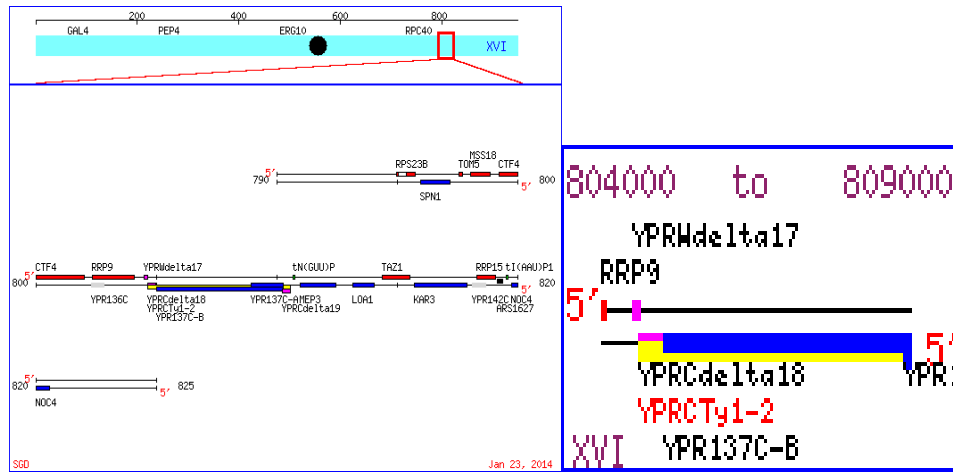 200 400 600 800
GAL4 PEP4 ERG10 RPC40
XVI
MSS18
RPS23B TOM5 CTF4
5'
790 800
5'
SPN1
CTF4 RRP9 YPRWdelta17 tN(GUU)P TAZ1 RRP15 tI(AAU)P1
5'
800 820
5'
YPR136C YPRCdelta18 YPR137C-A MEP3 LOA1 KAR3 YPR142C NOC4
YPRCTy1-2 YPRCdelta19 ARS1627
YPR137C-B
5'
820 825
5'
NOC4
SGD Jan 23, 2014
804000 to 809000
YPRWdelta17
RRP9
5'
5'
YPRCdelta18 YPR1
YPRCTy1-2
XVI YPR137C-B